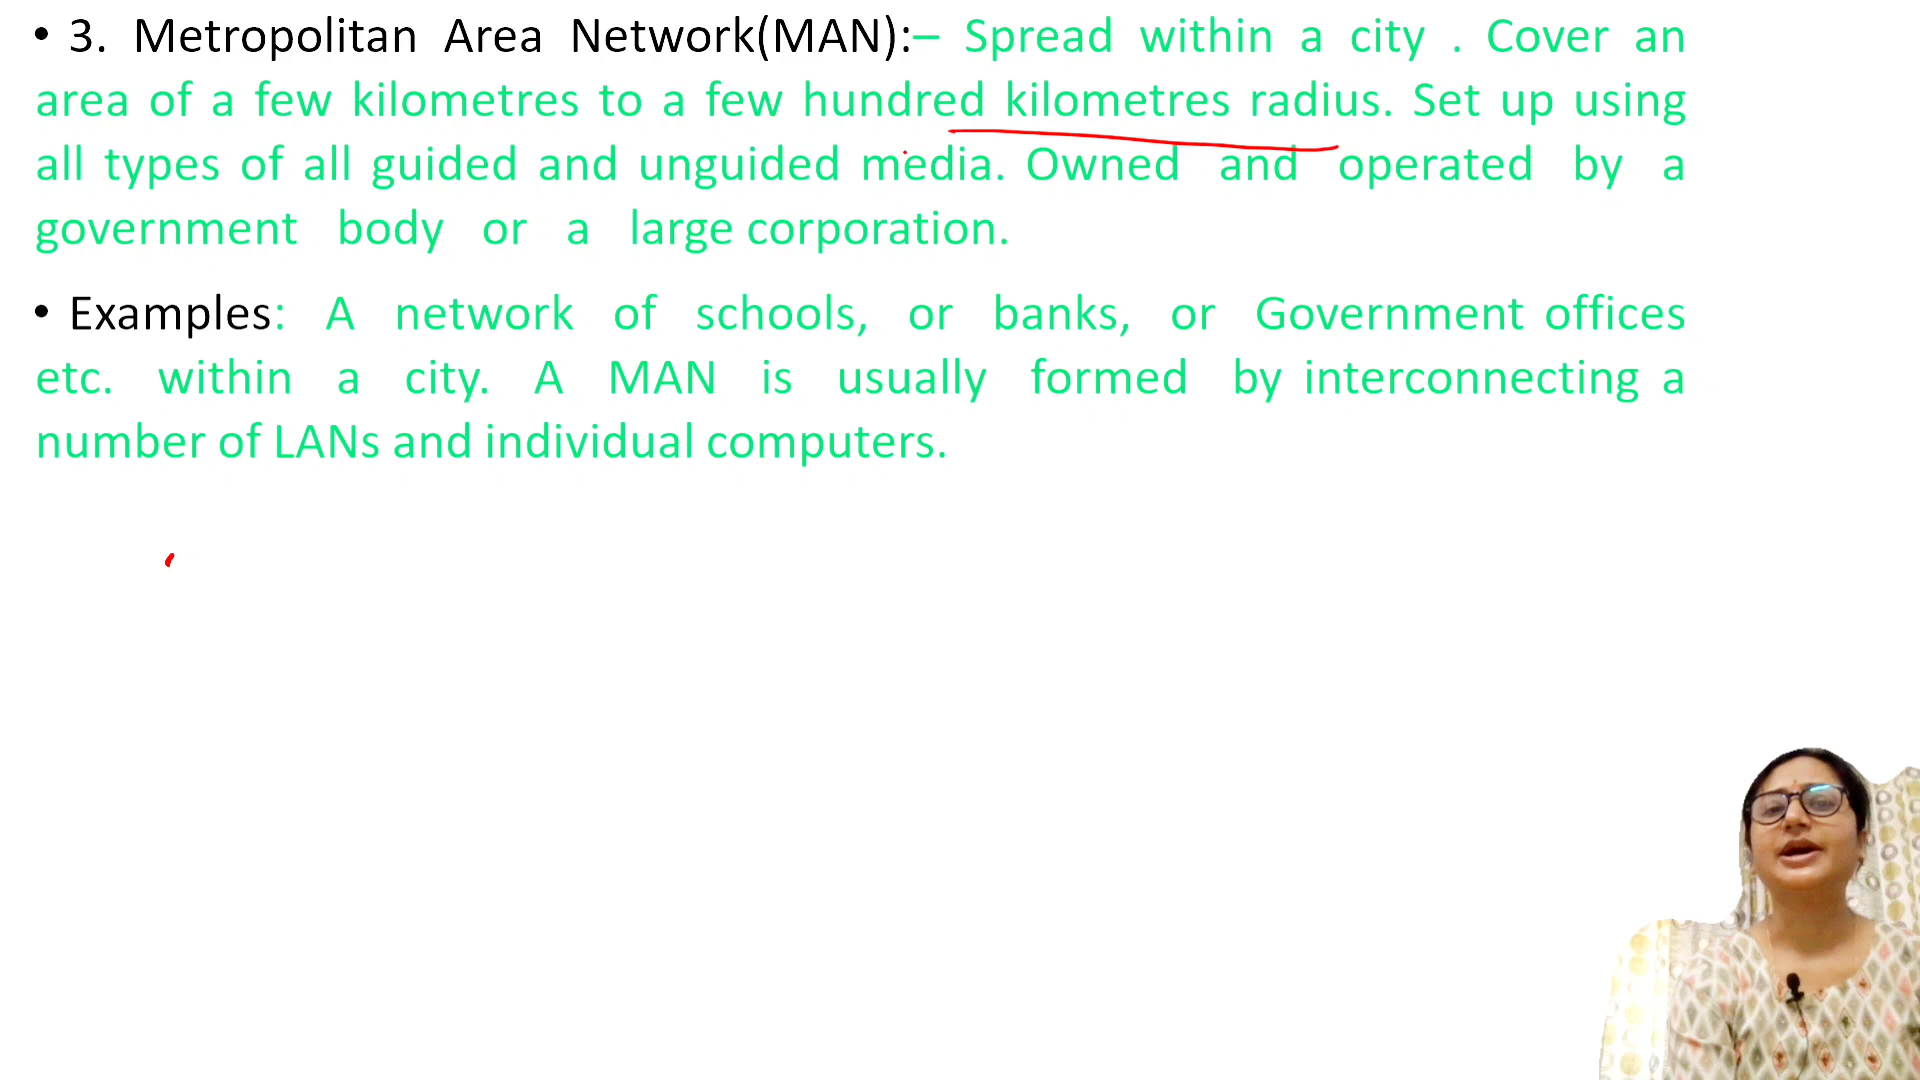 • 3. Metropolitan Area Network(MAN):– Spread within a city . Cover an
area of a few kilometres to a few hundred kilometres radius. Set up using
all types of all guided and unguided media. Owned and operated by a
government body or a large corporation.
• Examples: A network of schools, or banks, or Government offices
etc. within a city. A MAN is usually formed by interconnecting a
number of LANs and individual computers.